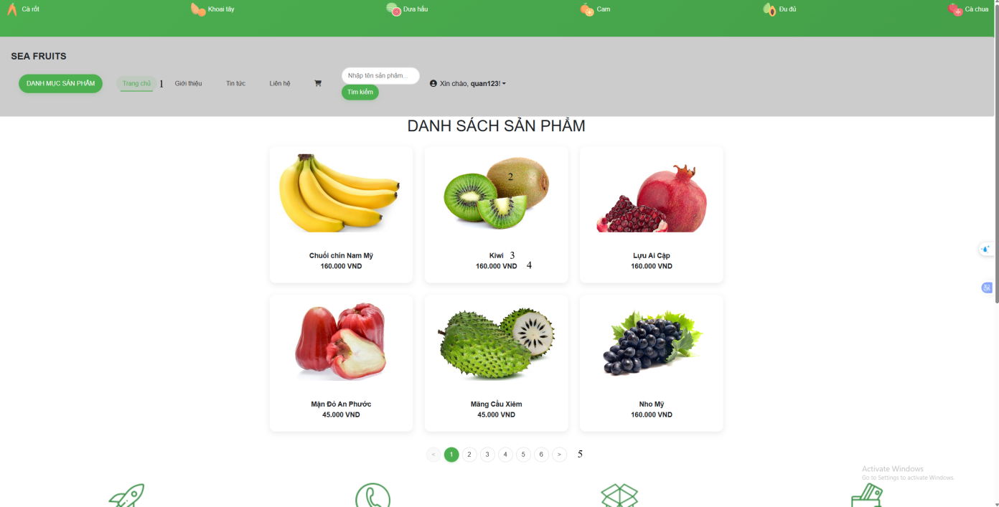 Cà rốt
Khoai tây
Dưa hấu
Cam
Đu đủ
Cà chua
SEA FRUITS
DANH MỤC SẢN PHẨM
Trang chủ 1
Giới thiệu
Tin tức
Liên hệ
Nhập tên sản phẩm...
Tìm kiếm
Xin chào, quan123!
DANH SÁCH SẢN PHẨM
2
Chuối chín Nam Mỹ
160.000 VND
Kiwi 3
160.000 VND 4
Lựu Ai Cập
160.000 VND
Mận Đỏ An Phước
45.000 VND
Mãng Cầu Xiêm
45.000 VND
Nho Mỹ
160.000 VND
< 1 2 3 4 5 6 > 5
Activate Windows
Go to Settings to activate Windows.